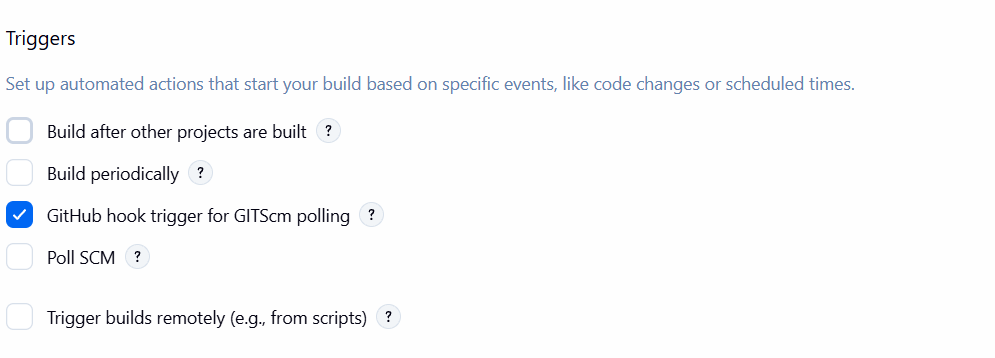 Triggers
Set up automated actions that start your build based on specific events, like code changes or scheduled times.
Build after other projects are built ?
Build periodically ?
GitHub hook trigger for GITScm polling ?
Poll SCM ?
Trigger builds remotely (e.g., from scripts) ?